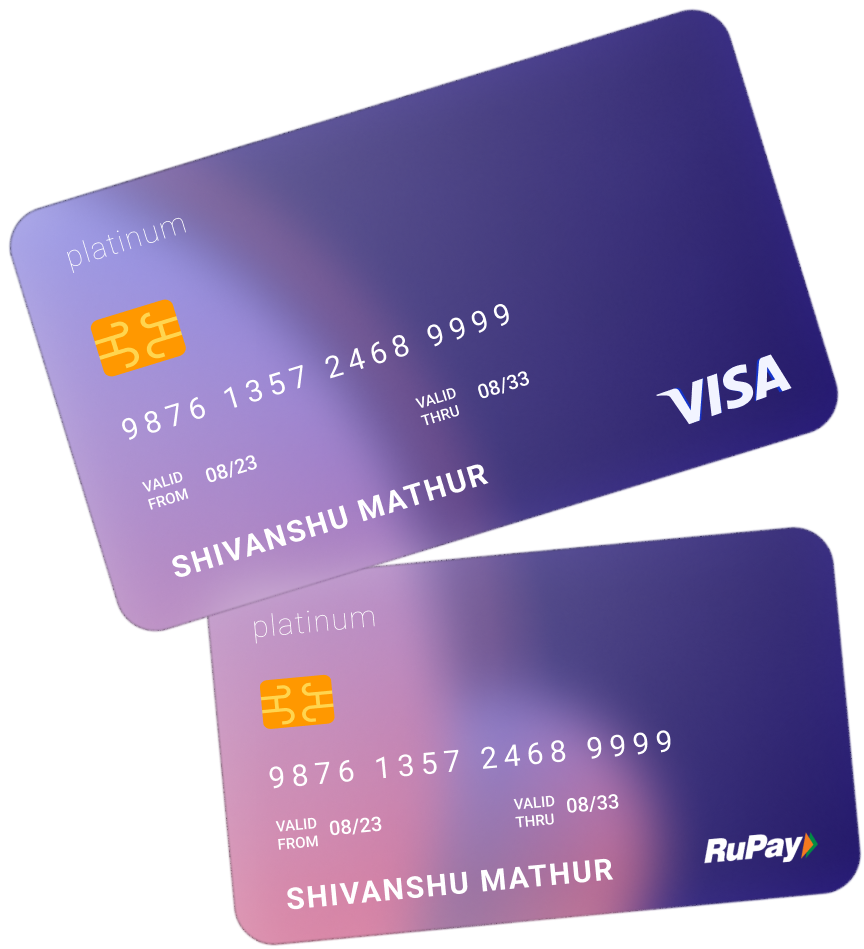 platinum
9876 1357 2468 9999
VALID FROM 08/23
VALID THRU 08/33
SHIVANSHU MATHUR
VISA
platinum
9876 1357 2468 9999
VALID FROM 08/23
VALID THRU 08/33
SHIVANSHU MATHUR
RuPay